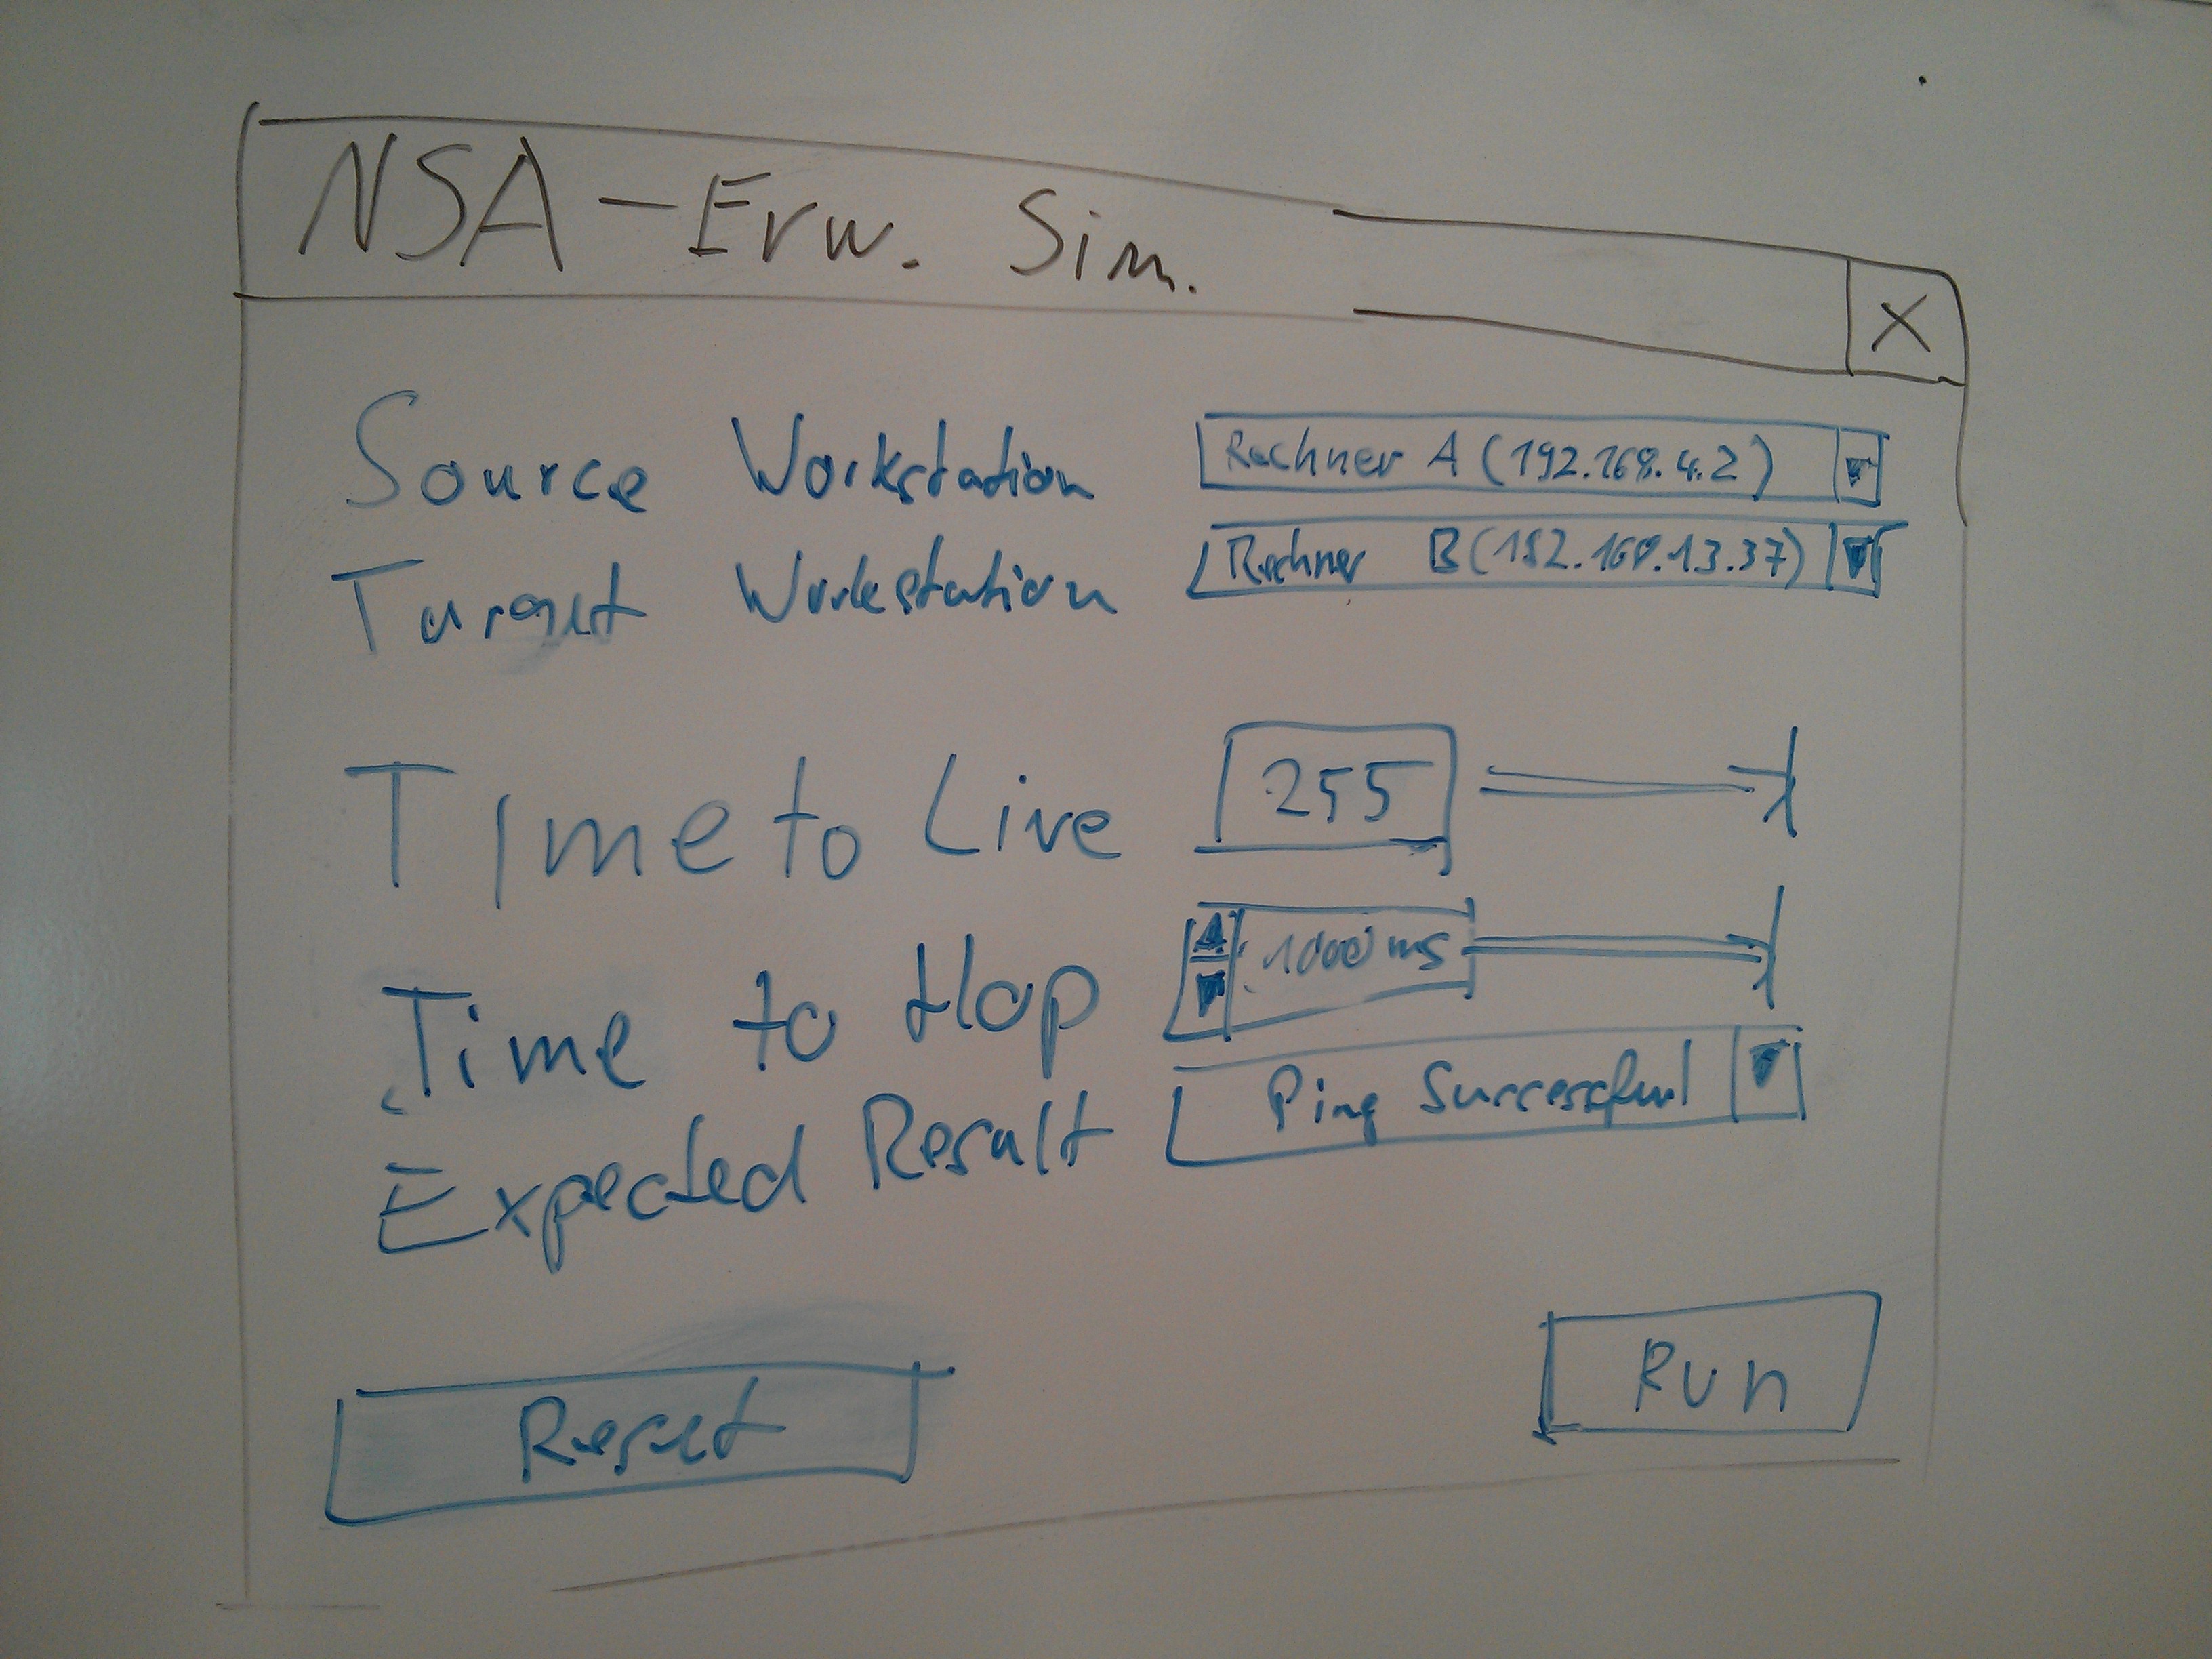 NSA-Erw. Sim. X
Source Workstation Rechner A (192.168.4.2)
Target Workstation Rechner B (192.168.13.37)
Time to Live 255
Time to Hop 1000 ms
Expected Result Ping Successful
Reset Run